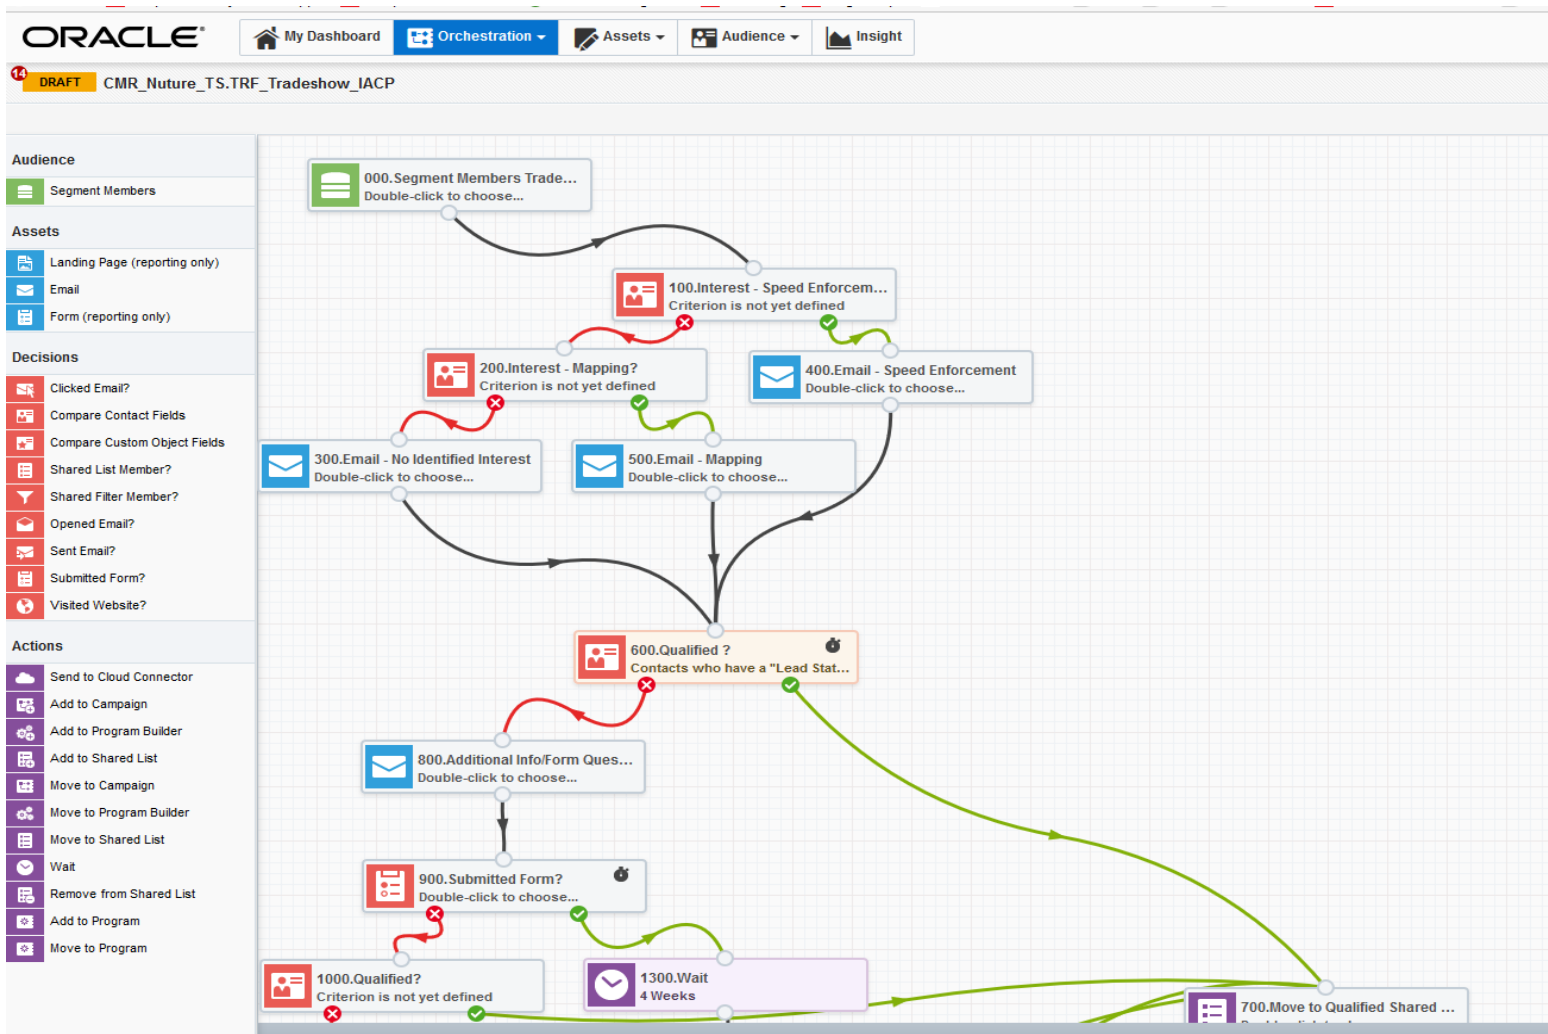 ORACLE®
My Dashboard
Orchestration
Assets
Audience
Insight
14
DRAFT
CMR_Nuture_TS.TRF_Tradeshow_IACP
Audience
Segment Members
Assets
Landing Page (reporting only)
Email
Form (reporting only)
Decisions
Clicked Email?
Compare Contact Fields
Compare Custom Object Fields
Shared List Member?
Shared Filter Member?
Opened Email?
Sent Email?
Submitted Form?
Visited Website?
Actions
Send to Cloud Connector
Add to Campaign
Add to Program Builder
Add to Shared List
Move to Campaign
Move to Program Builder
Move to Shared List
Wait
Remove from Shared List
Add to Program
Move to Program
000.Segment Members Trade...
Double-click to choose...
100.Interest - Speed Enforcem...
Criterion is not yet defined
200.Interest - Mapping?
Criterion is not yet defined
400.Email - Speed Enforcement
Double-click to choose...
300.Email - No Identified Interest
Double-click to choose...
500.Email - Mapping
Double-click to choose...
600.Qualified ?
Contacts who have a "Lead Stat...
800.Additional Info/Form Ques...
Double-click to choose...
900.Submitted Form?
Double-click to choose...
1000.Qualified?
Criterion is not yet defined
1300.Wait
4 Weeks
700.Move to Qualified Shared ...